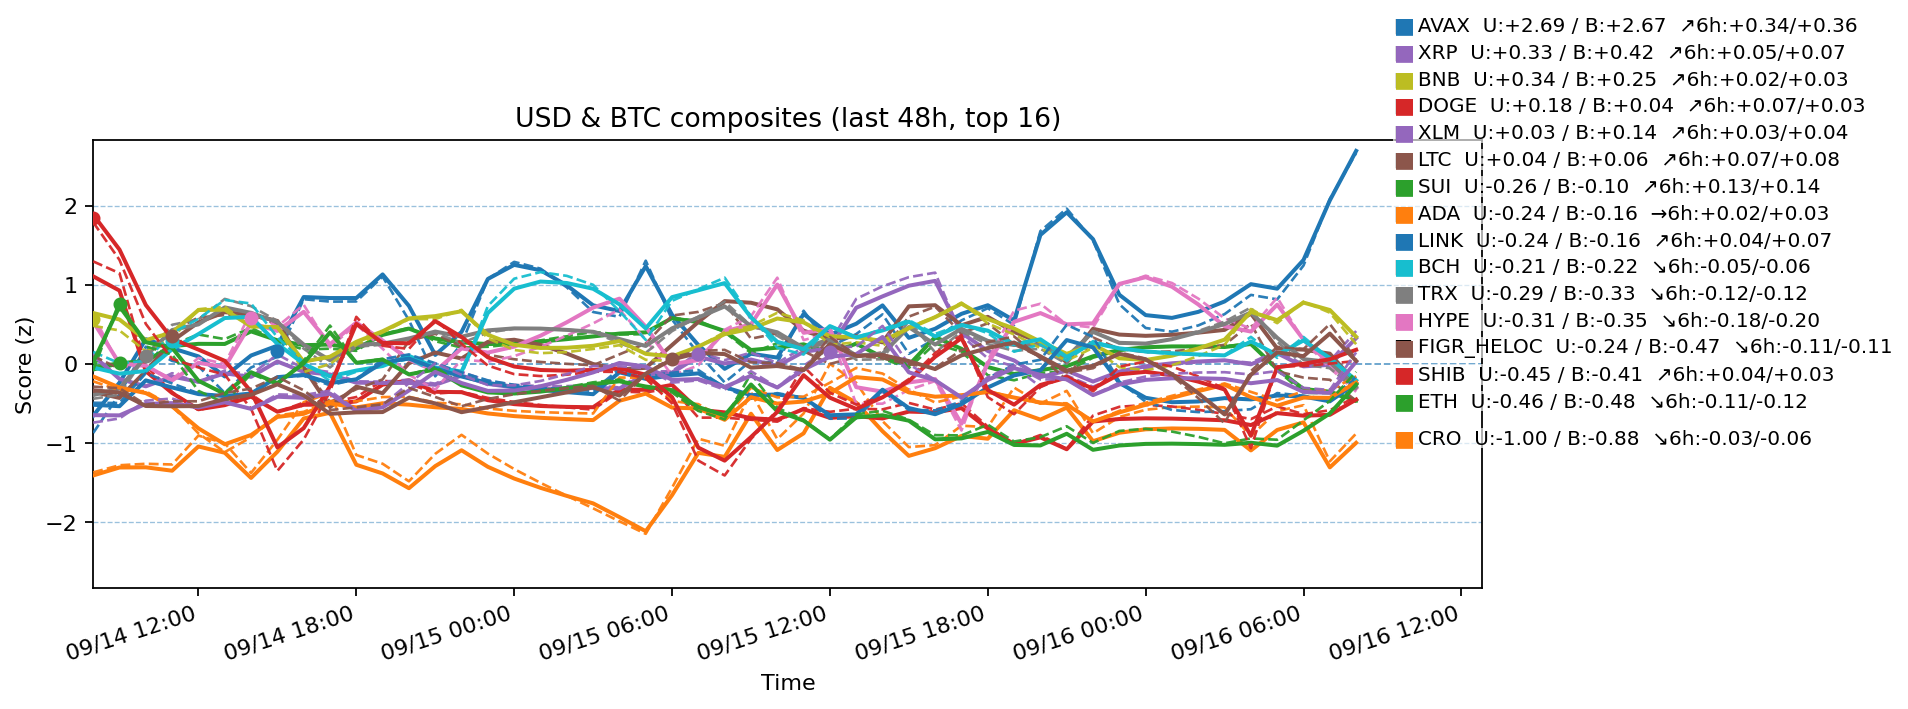 USD & BTC composites (last 48h, top 16)
AVAX U:+2.69 / B:+2.67 ↗6h:+0.34/+0.36
XRP U:+0.33 / B:+0.42 ↗6h:+0.05/+0.07
BNB U:+0.34 / B:+0.25 ↗6h:+0.02/+0.03
DOGE U:+0.18 / B:+0.04 ↗6h:+0.07/+0.03
XLM U:+0.03 / B:+0.14 ↗6h:+0.03/+0.04
LTC U:+0.04 / B:+0.06 ↗6h:+0.07/+0.08
SUI U:-0.26 / B:-0.10 ↗6h:+0.13/+0.14
ADA U:-0.24 / B:-0.16 →6h:+0.02/+0.03
LINK U:-0.24 / B:-0.16 ↗6h:+0.04/+0.07
BCH U:-0.21 / B:-0.22 ↘6h:-0.05/-0.06
TRX U:-0.29 / B:-0.33 ↘6h:-0.12/-0.12
HYPE U:-0.31 / B:-0.35 ↘6h:-0.18/-0.20
FIGR_HELOC U:-0.24 / B:-0.47 ↘6h:-0.11/-0.11
SHIB U:-0.45 / B:-0.41 ↗6h:+0.04/+0.03
ETH U:-0.46 / B:-0.48 ↘6h:-0.11/-0.12
CRO U:-1.00 / B:-0.88 ↘6h:-0.03/-0.06
Score (z)
2
1
0
−1
−2
09/14 12:00
09/14 18:00
09/15 00:00
09/15 06:00
09/15 12:00
09/15 18:00
09/16 00:00
09/16 06:00
09/16 12:00
Time